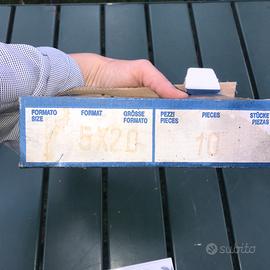 FORMATO FORMAT GRÖSSE PEZZI PIECES STÜCKE
SIZE FORMATO PIECES PIEZAS
5X20 10
subito